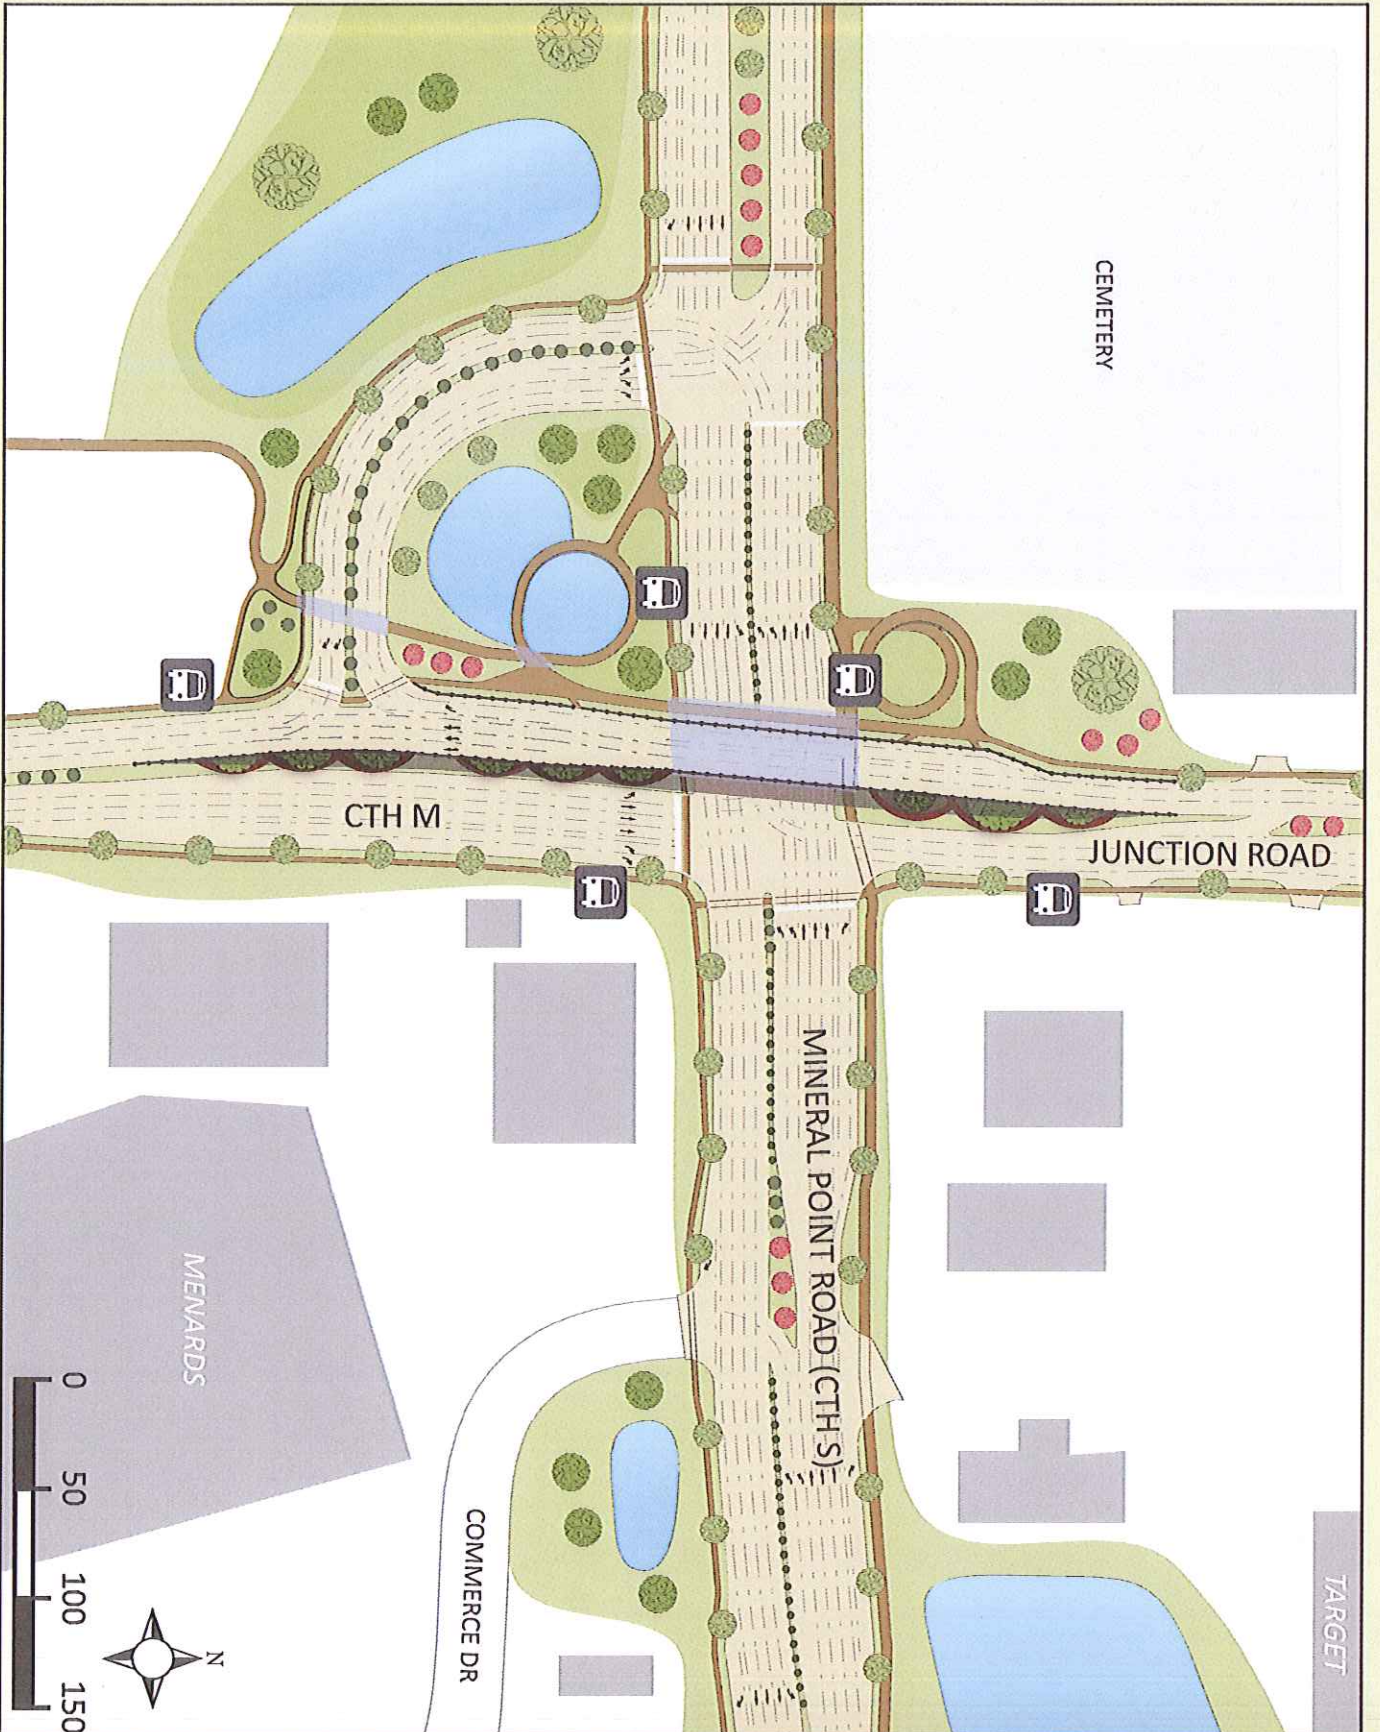 CEMETERY
CTH M
JUNCTION ROAD
MINERAL POINT ROAD (CTH S)
MENARDS
COMMERCE DR
TARGET
N
0 50 100 150